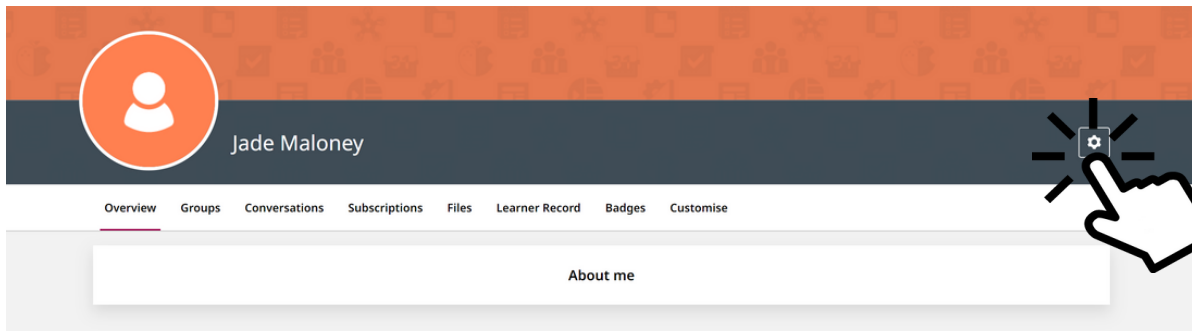 Jade Maloney
Overview Groups Conversations Subscriptions Files Learner Record Badges Customise
About me